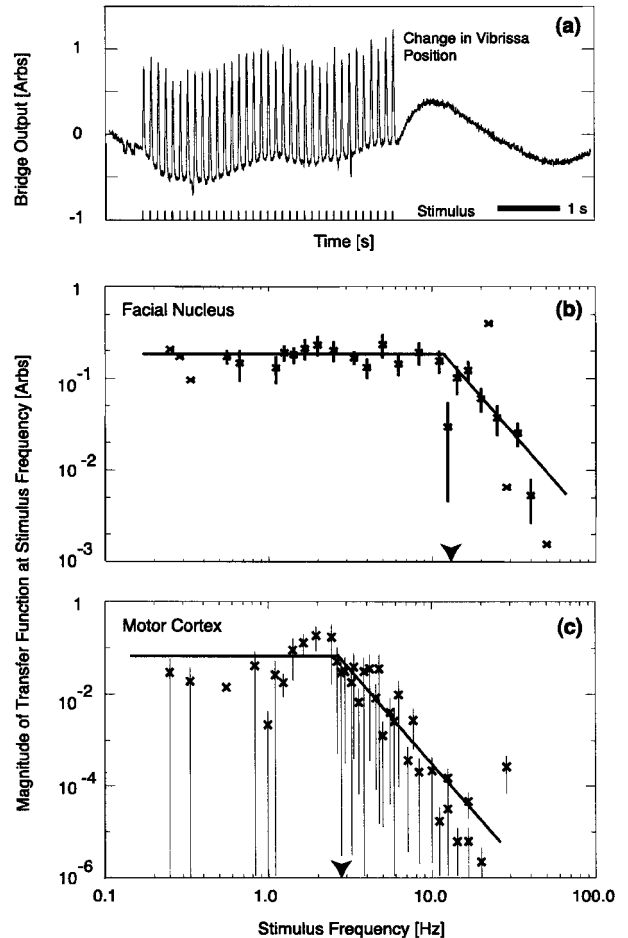 (a)
Change in Vibrissa
Position
Bridge Output [Arbs]
1
0
-1
Stimulus
1 s
Time [s]
(b)
Facial Nucleus
1
10-1
10-2
10-3
Magnitude of Transfer Function at Stimulus Frequency [Arbs]
(c)
Motor Cortex
1
10-2
10-4
10-6
0.1
1.0
10.0
100.0
Stimulus Frequency [Hz]